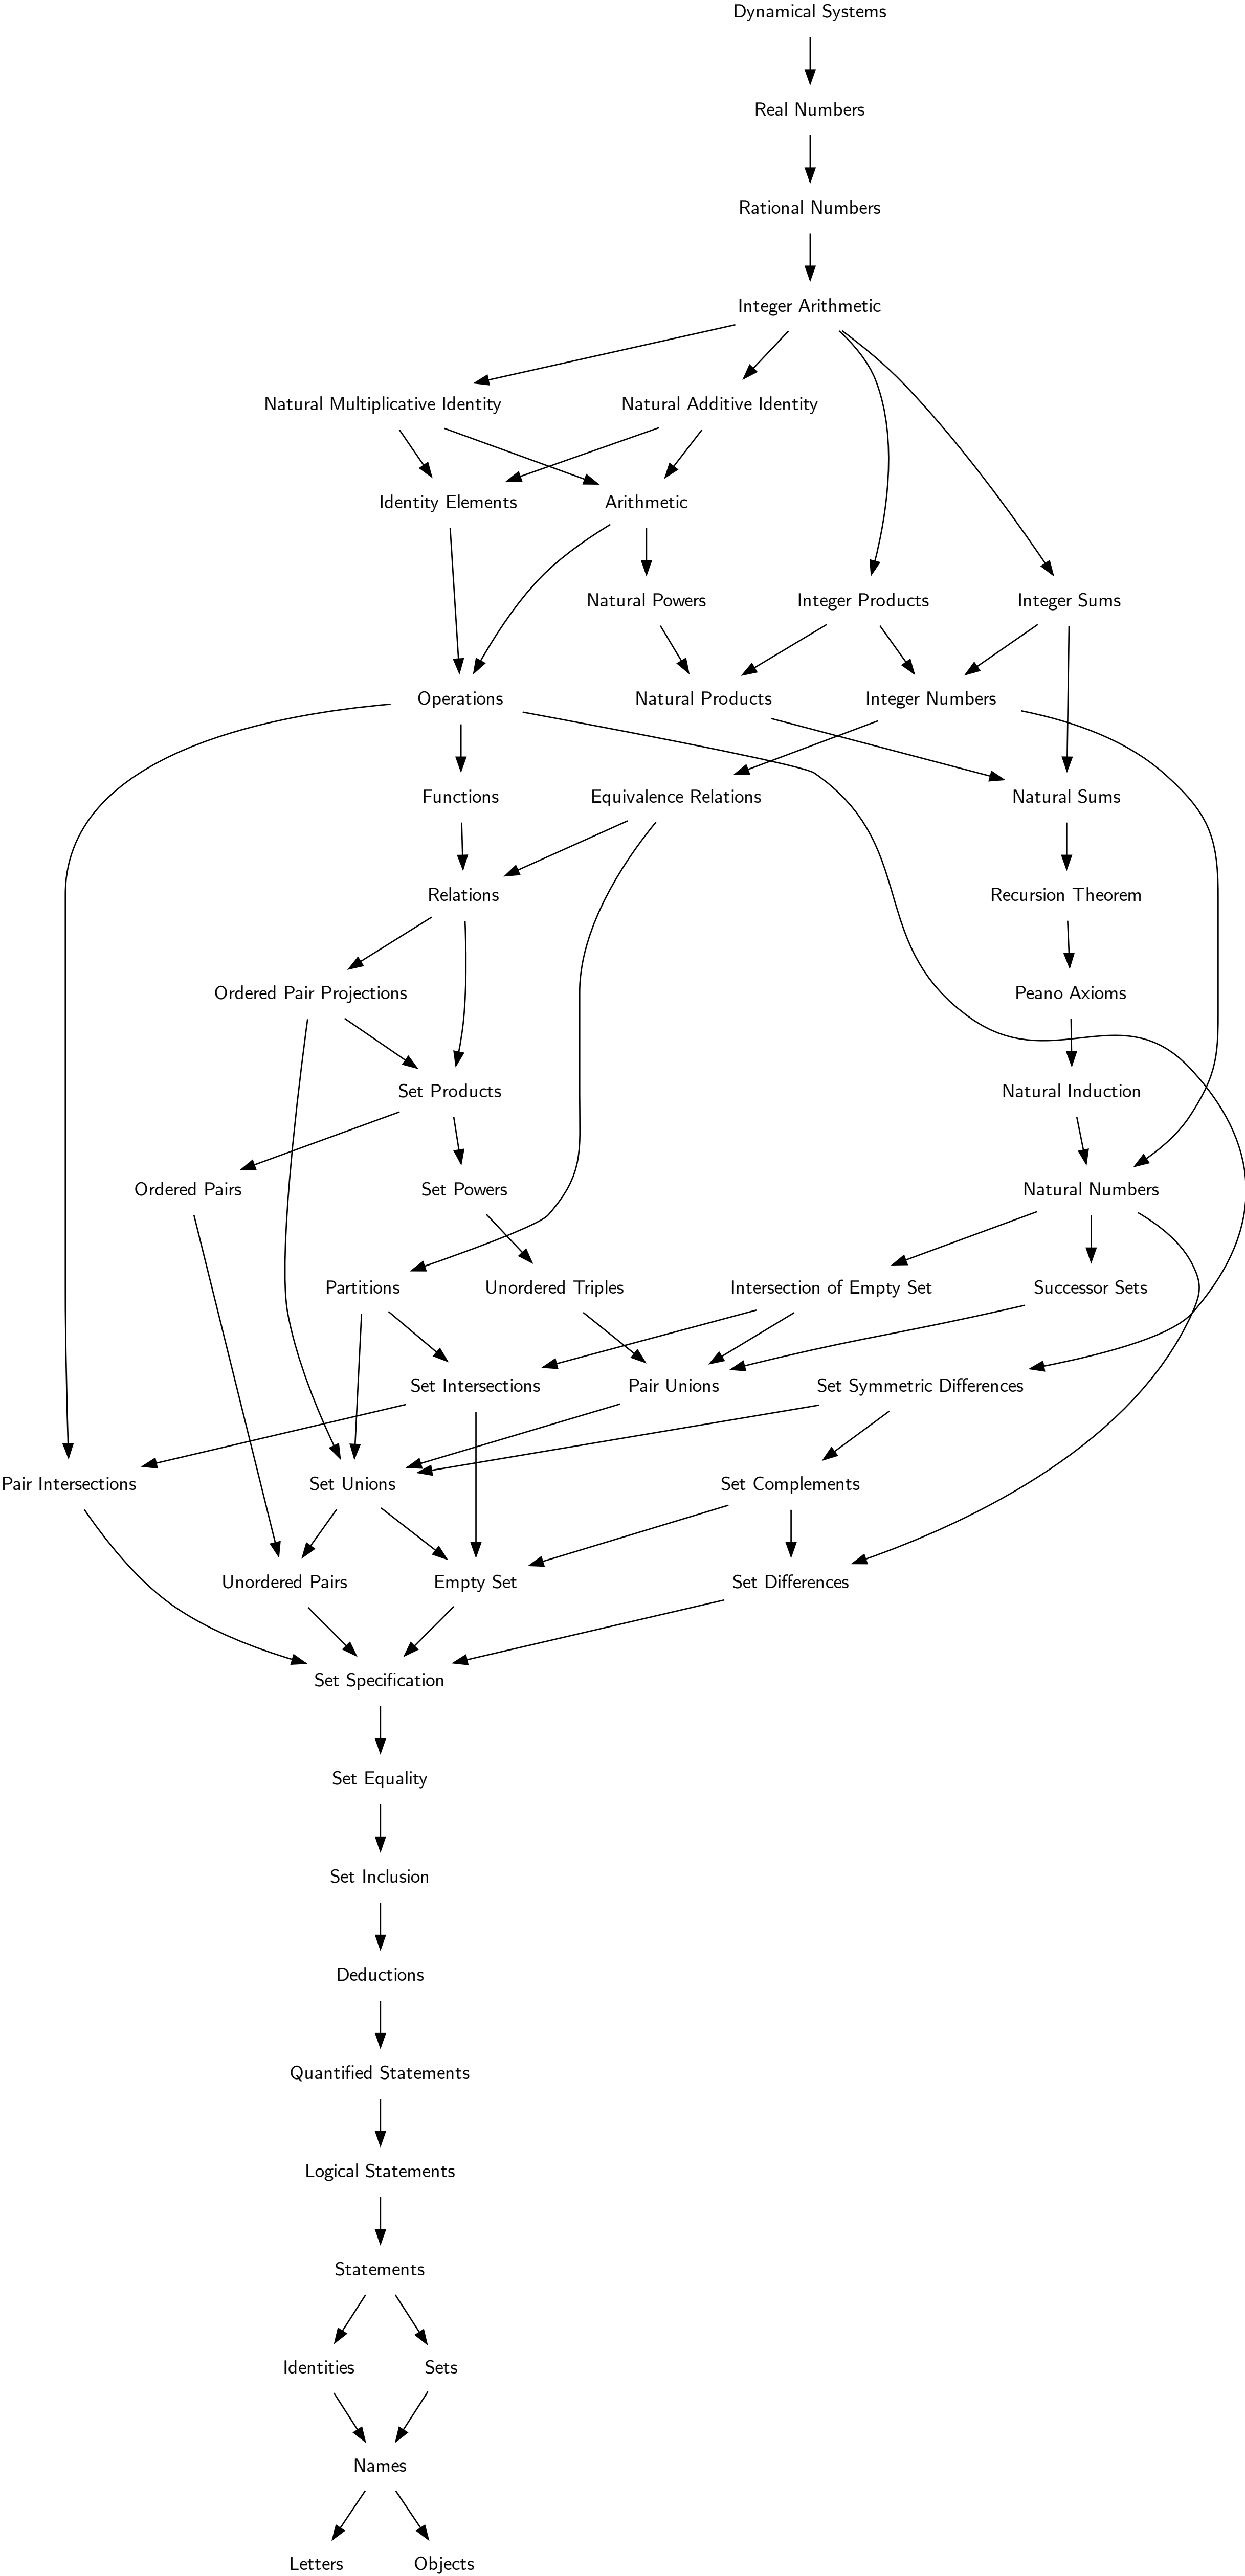 Dynamical Systems
Real Numbers
Rational Numbers
Integer Arithmetic
Natural Multiplicative Identity
Natural Additive Identity
Identity Elements
Arithmetic
Natural Powers
Integer Products
Integer Sums
Operations
Natural Products
Integer Numbers
Functions
Equivalence Relations
Natural Sums
Relations
Recursion Theorem
Ordered Pair Projections
Peano Axioms
Set Products
Natural Induction
Ordered Pairs
Set Powers
Natural Numbers
Partitions
Unordered Triples
Intersection of Empty Set
Successor Sets
Set Intersections
Pair Unions
Set Symmetric Differences
Pair Intersections
Set Unions
Set Complements
Unordered Pairs
Empty Set
Set Differences
Set Specification
Set Equality
Set Inclusion
Deductions
Quantified Statements
Logical Statements
Statements
Identities
Sets
Names
Letters
Objects